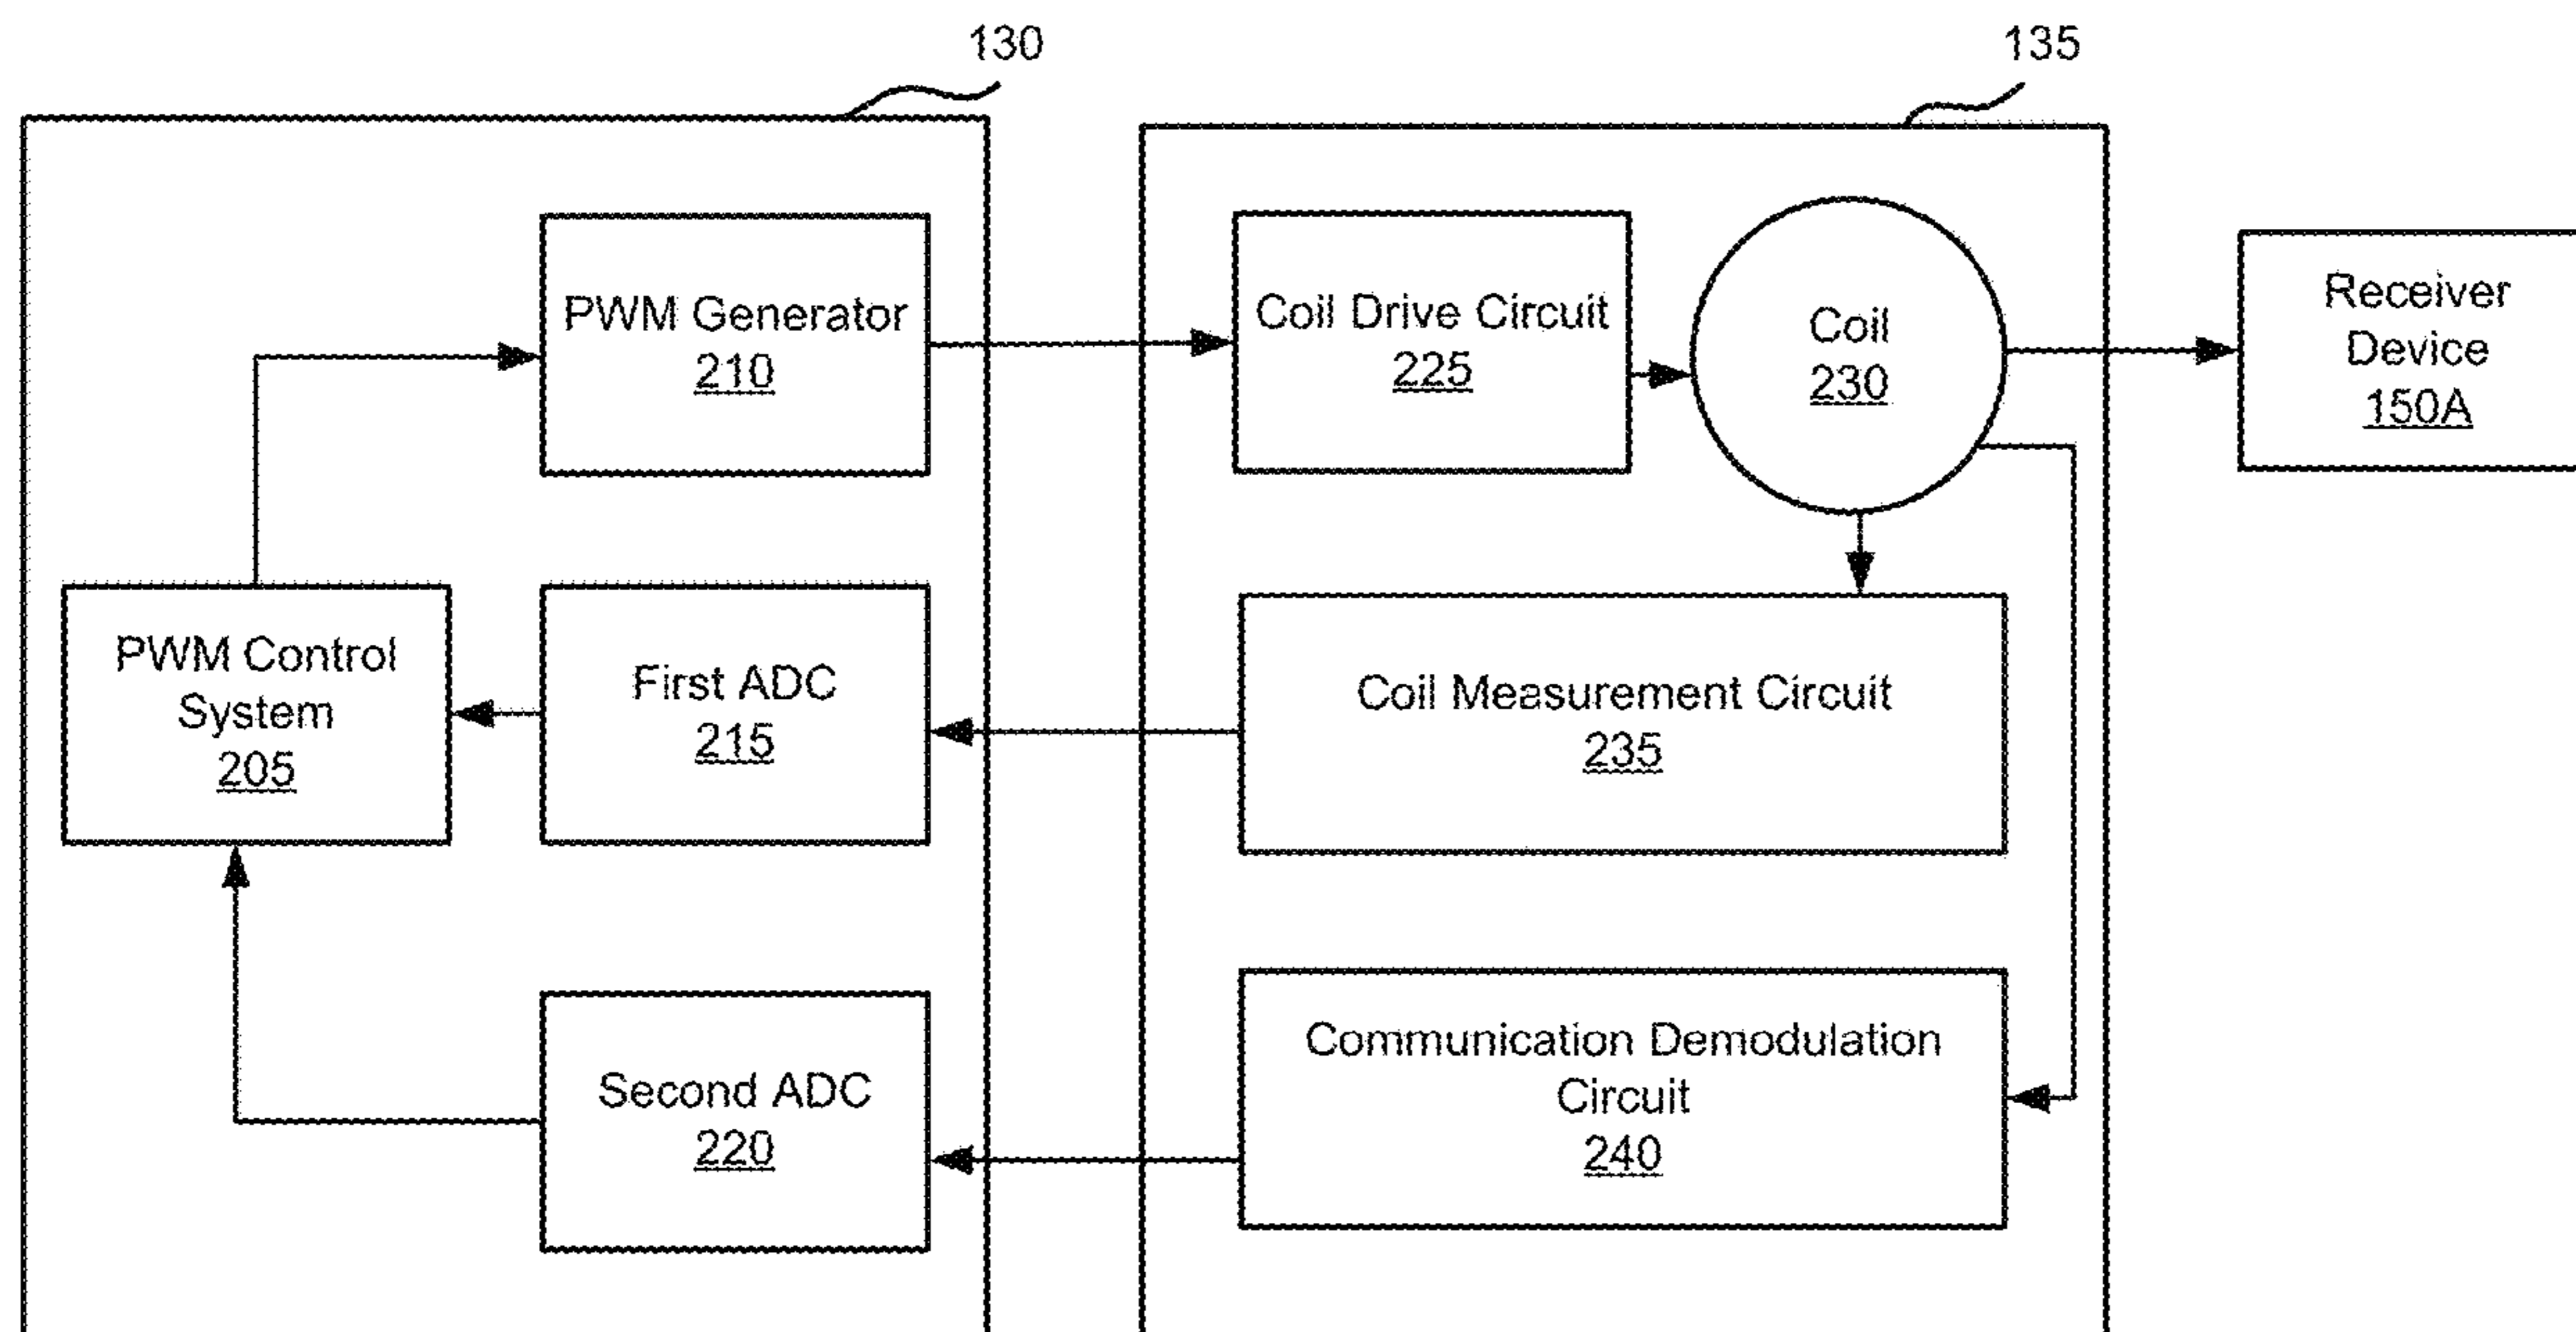 130
135
PWM Generator
210
Coil Drive Circuit
225
Coil
230
Receiver
Device
150A
PWM Control
System
205
First ADC
215
Coil Measurement Circuit
235
Second ADC
220
Communication Demodulation
Circuit
240